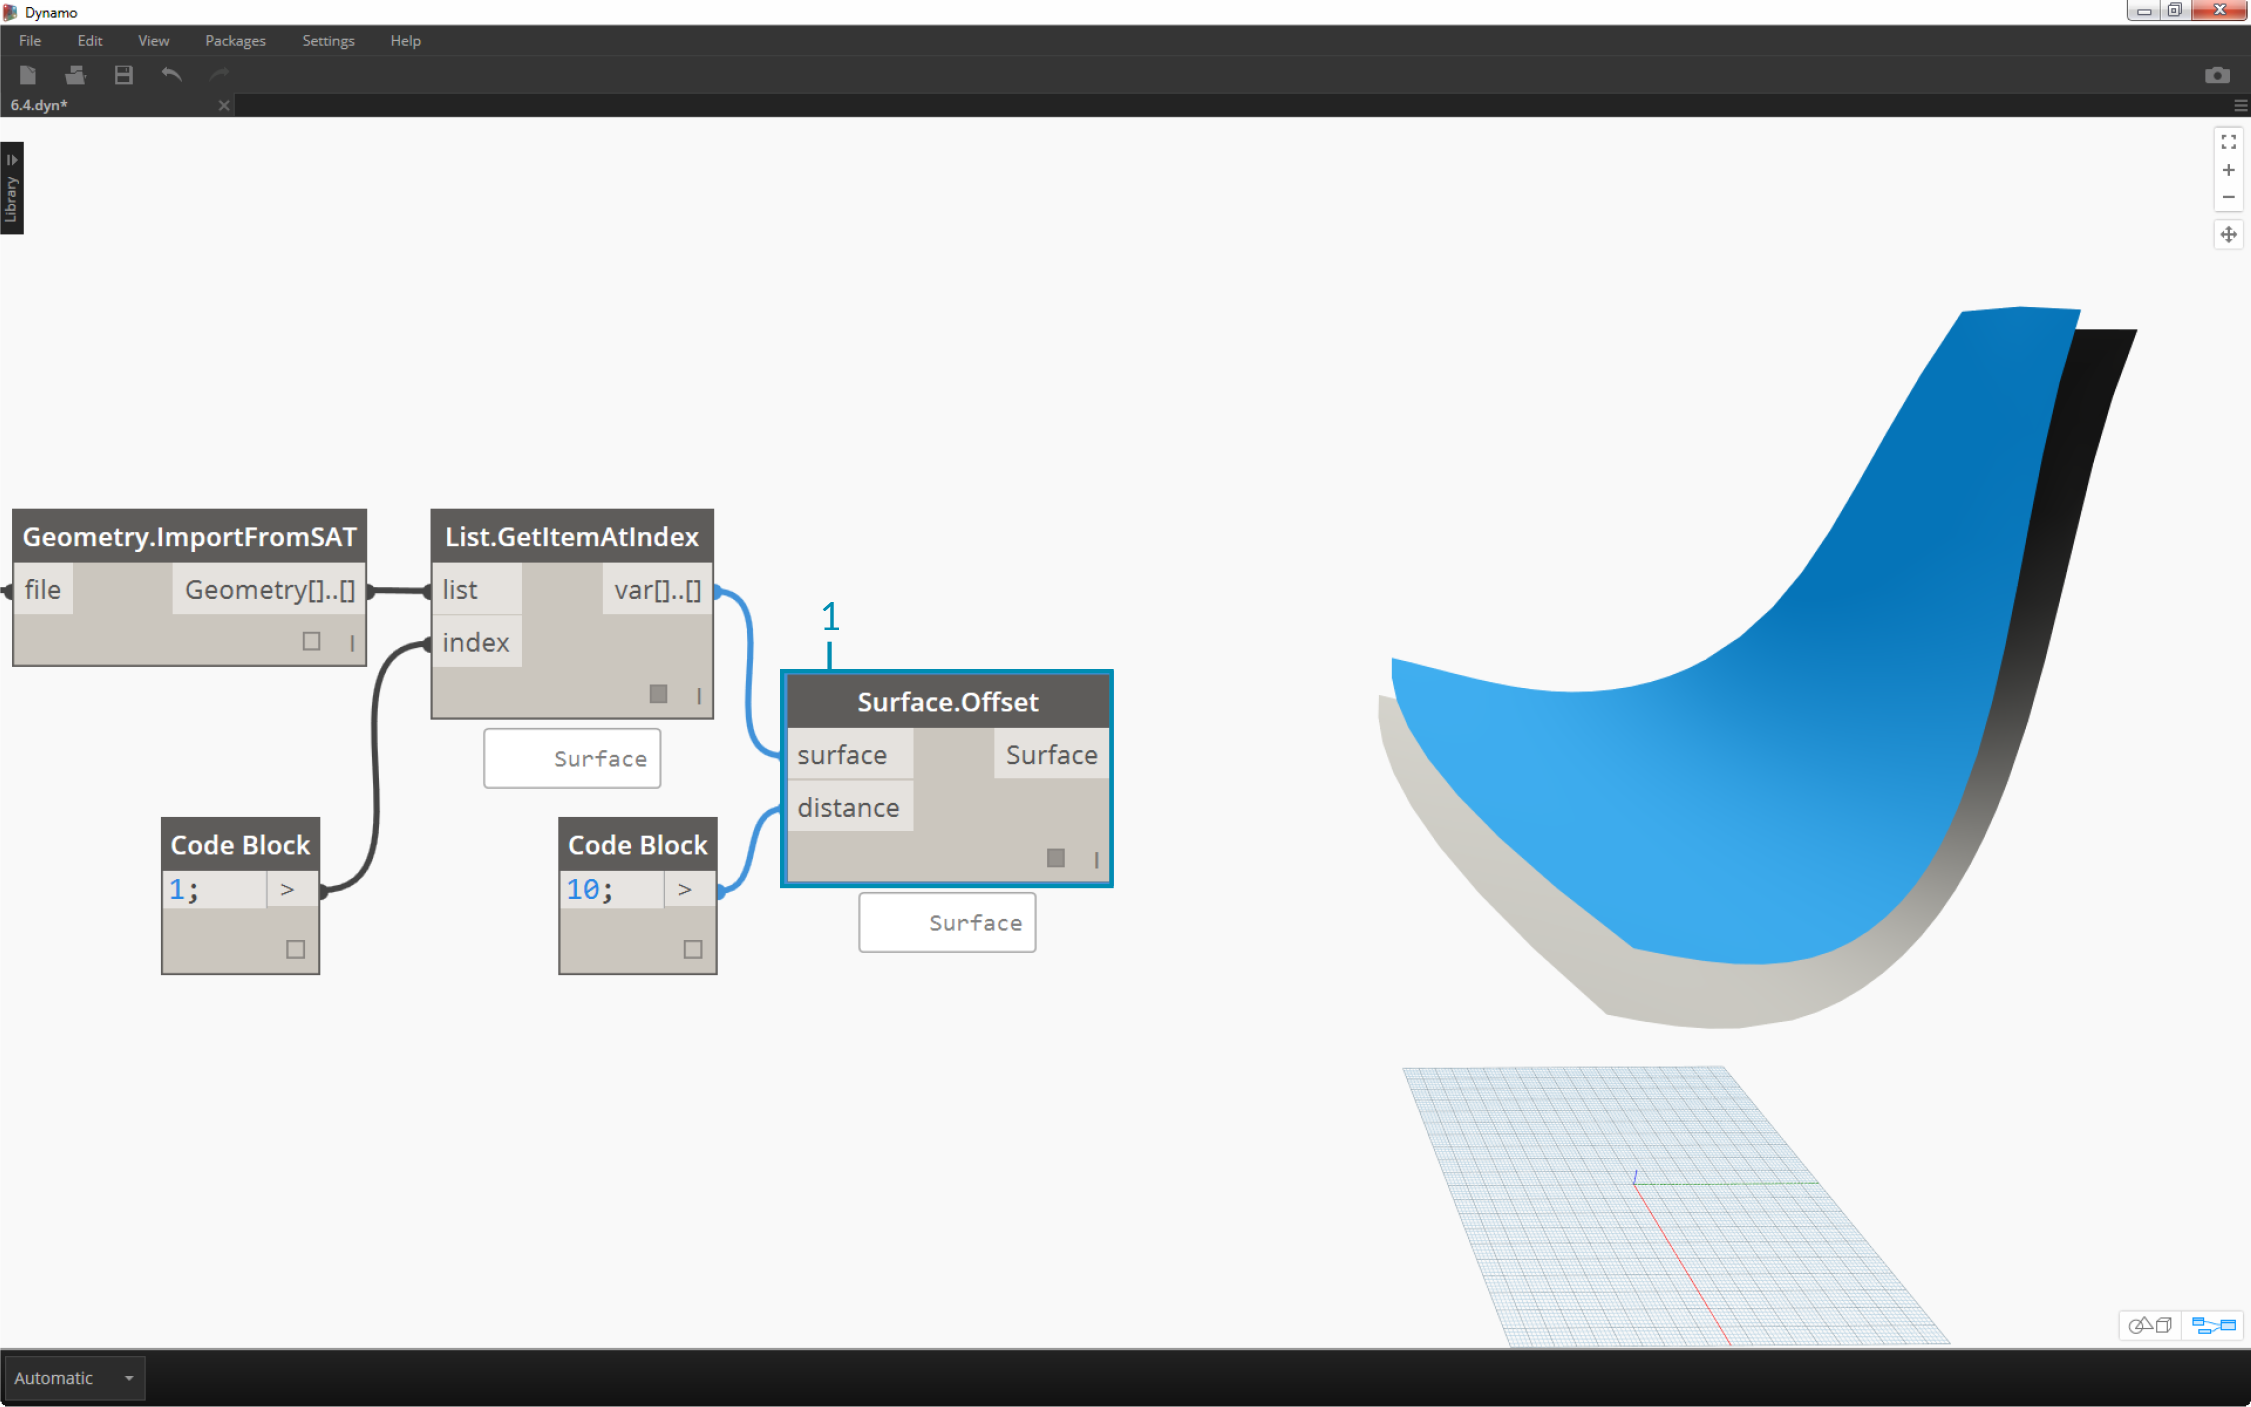 Dynamo
File Edit View Packages Settings Help
6.4.dyn*
Library
Geometry.ImportFromSAT
file Geometry[]..[]
List.GetItemAtIndex
list var[]..[]
index
Surface
1
Surface.Offset
surface Surface
distance
Surface
Code Block
1; >
Code Block
10; >
Automatic